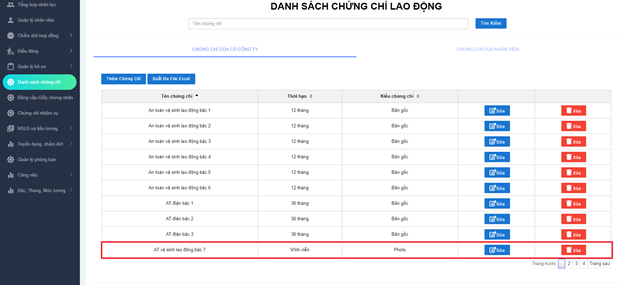 DANH SÁCH CHỨNG CHỈ LAO ĐỘNG
Tên chứng chỉ
Tìm Kiếm
CHỨNG CHỈ CỦA CẢ CÔNG TY
CHỨNG CHỈ CỦA NHÂN VIÊN
Tổng hợp nhân lực
Quản lý nhân viên
Chấm dứt hợp đồng
Điều động
Quản lý hồ sơ
Danh sách chứng chỉ
Bằng cấp-Giấy chứng nhận
Chứng chỉ nhiệm vụ
NSLĐ và tiền lương
Tuyển dụng, chấm dứt
Quản lý phòng ban
Công việc
Bậc, Thang, Mức lương
Thêm Chứng Chỉ
Xuất Ra File Excel
Tên chứng chỉ Thời hạn Kiểu chứng chỉ
An toàn vệ sinh lao động bậc 1 12 tháng Bản gốc Sửa Xóa
An toàn vệ sinh lao động bậc 2 12 tháng Bản gốc Sửa Xóa
An toàn vệ sinh lao động bậc 3 12 tháng Bản gốc Sửa Xóa
An toàn vệ sinh lao động bậc 4 12 tháng Bản gốc Sửa Xóa
An toàn vệ sinh lao động bậc 5 12 tháng Bản gốc Sửa Xóa
An toàn vệ sinh lao động bậc 6 12 tháng Bản gốc Sửa Xóa
AT điện bậc 1 36 tháng Bản gốc Sửa Xóa
AT điện bậc 2 36 tháng Bản gốc Sửa Xóa
AT điện bậc 3 36 tháng Bản gốc Sửa Xóa
AT vệ sinh lao động bậc 7 Vĩnh viễn Photo Sửa Xóa
Trang trước 2 3 4 Trang sau